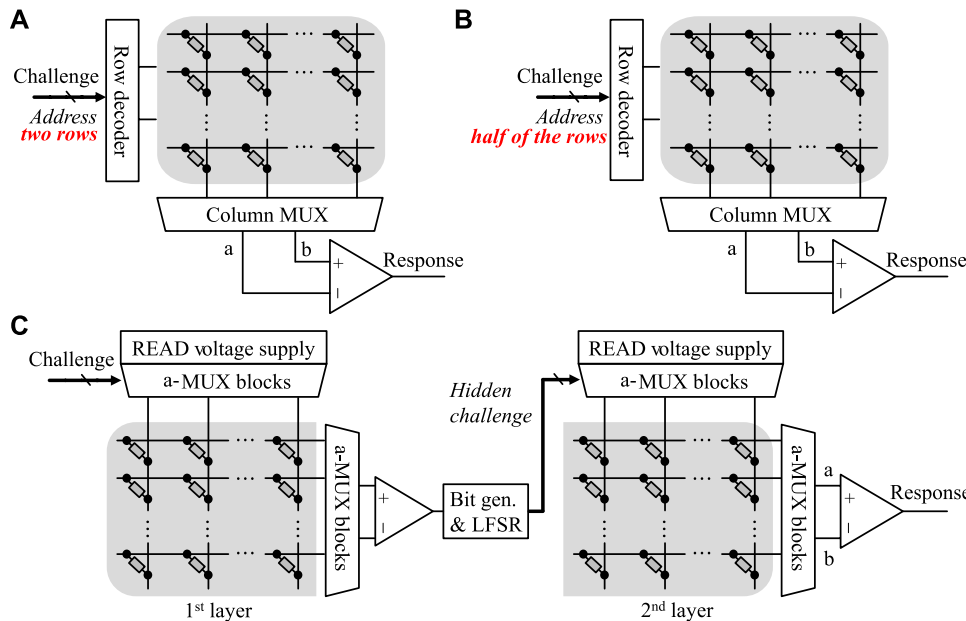 A
Challenge
Address
two rows
Row decoder
Column MUX
a
b
+
−
Response
B
Challenge
Address
half of the rows
Row decoder
Column MUX
a
b
+
−
Response
C
Challenge
READ voltage supply
a-MUX blocks
a-MUX blocks
+
−
Bit gen.
& LFSR
1st layer
Hidden
challenge
READ voltage supply
a-MUX blocks
a-MUX blocks
a
b
+
−
Response
2nd layer